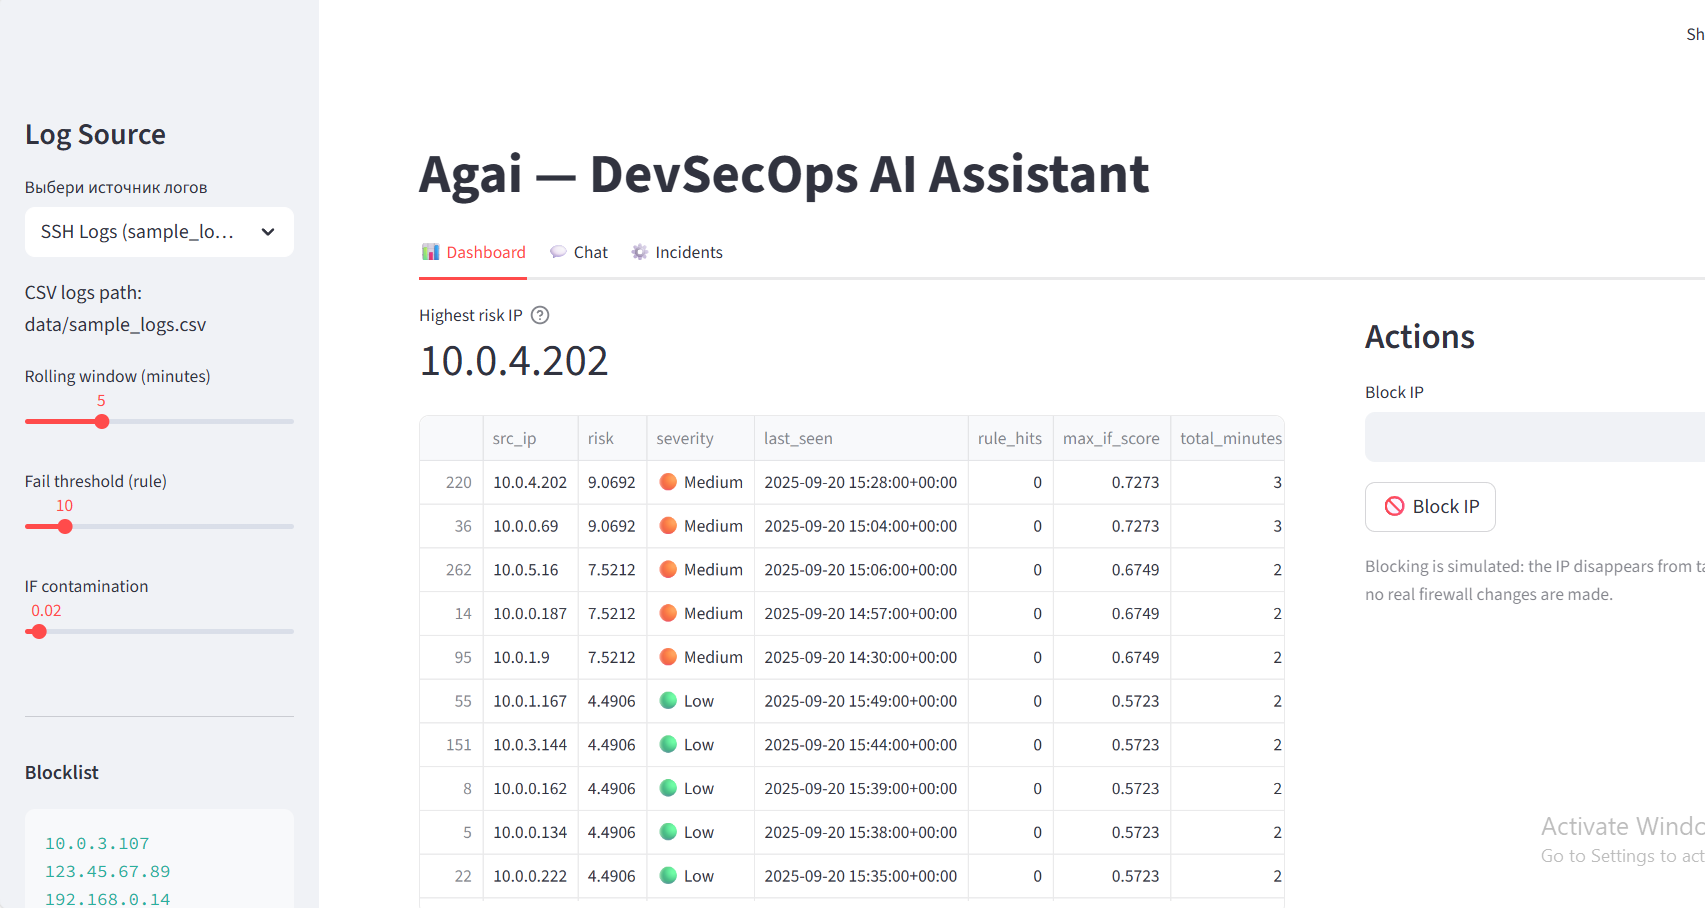 Sh
Log Source
Выбери источник логов
SSH Logs (sample_lo...
CSV logs path:
data/sample_logs.csv
Rolling window (minutes)
5
Fail threshold (rule)
10
IF contamination
0.02
Blocklist
10.0.3.107
123.45.67.89
192.168.0.14
Agai — DevSecOps AI Assistant
Dashboard Chat Incidents
Highest risk IP
10.0.4.202
src_ip risk severity last_seen rule_hits max_if_score total_minutes
220 10.0.4.202 9.0692 Medium 2025-09-20 15:28:00+00:00 0 0.7273 3
36 10.0.0.69 9.0692 Medium 2025-09-20 15:04:00+00:00 0 0.7273 3
262 10.0.5.16 7.5212 Medium 2025-09-20 15:06:00+00:00 0 0.6749 2
14 10.0.0.187 7.5212 Medium 2025-09-20 14:57:00+00:00 0 0.6749 2
95 10.0.1.9 7.5212 Medium 2025-09-20 14:30:00+00:00 0 0.6749 2
55 10.0.1.167 4.4906 Low 2025-09-20 15:49:00+00:00 0 0.5723 2
151 10.0.3.144 4.4906 Low 2025-09-20 15:44:00+00:00 0 0.5723 2
8 10.0.0.162 4.4906 Low 2025-09-20 15:39:00+00:00 0 0.5723 2
5 10.0.0.134 4.4906 Low 2025-09-20 15:38:00+00:00 0 0.5723 2
22 10.0.0.222 4.4906 Low 2025-09-20 15:35:00+00:00 0 0.5723 2
Actions
Block IP
Block IP
Blocking is simulated: the IP disappears from ta
no real firewall changes are made.
Activate Windo
Go to Settings to act